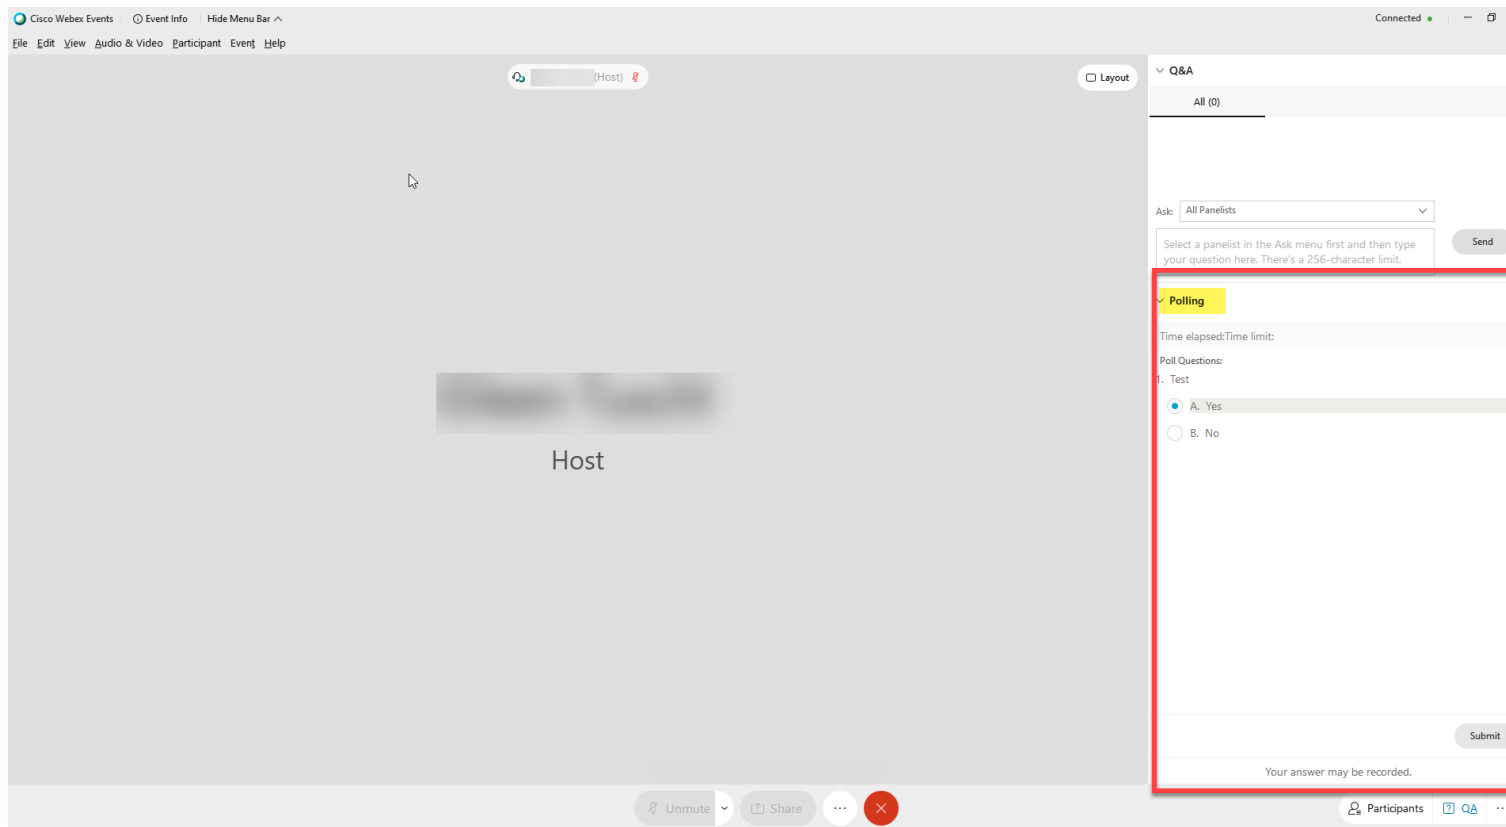 Cisco Webex Events Event Info Hide Menu Bar Connected
File Edit View Audio & Video Participant Event Help
(Host)
Layout
Q&A
All (0)
Ask: All Panelists
Select a panelist in the Ask menu first and then type
your question here. There's a 256-character limit.
Send
Polling
Time elapsed:Time limit:
Poll Questions:
1. Test
A. Yes
B. No
Host
Submit
Your answer may be recorded.
Unmute Share Participants QA